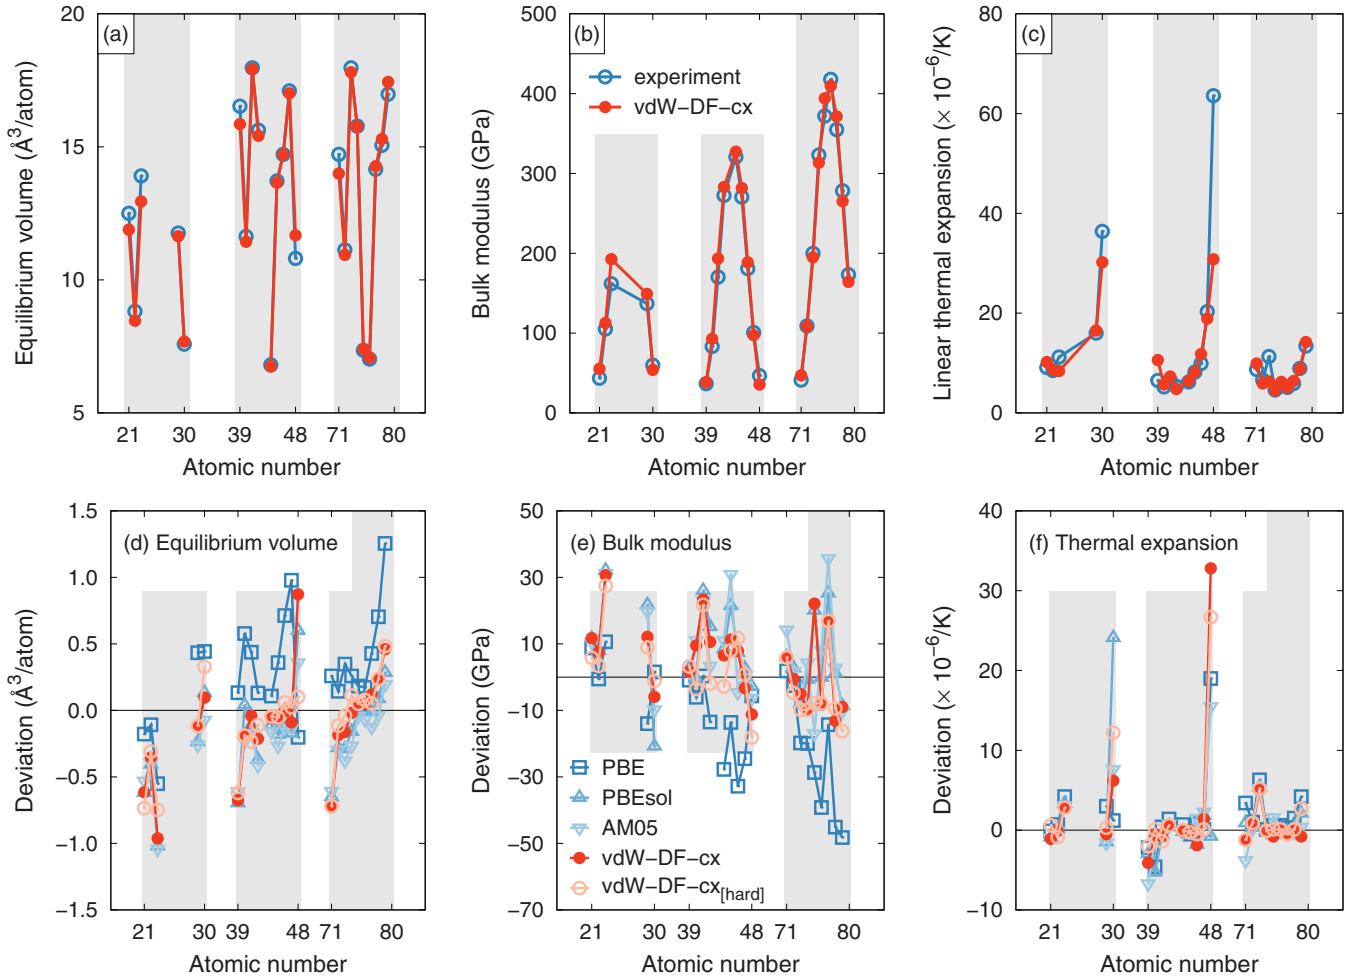 (a)
Equilibrium volume (Å³/atom)
20
15
10
5
21 30 39 48 71 80
Atomic number
(b)
experiment
vdW-DF-cx
Bulk modulus (GPa)
500
400
300
200
100
0
21 30 39 48 71 80
Atomic number
(c)
Linear thermal expansion (× 10⁻⁶/K)
80
60
40
20
0
21 30 39 48 71 80
Atomic number
(d) Equilibrium volume
Deviation (Å³/atom)
1.5
1.0
0.5
0.0
−0.5
−1.0
−1.5
21 30 39 48 71 80
Atomic number
(e) Bulk modulus
Deviation (GPa)
50
30
10
−10
−30
−50
−70
PBE
PBEsol
AM05
vdW-DF-cx
vdW-DF-cx[hard]
21 30 39 48 71 80
Atomic number
(f) Thermal expansion
Deviation (× 10⁻⁶/K)
40
30
20
10
0
−10
21 30 39 48 71 80
Atomic number